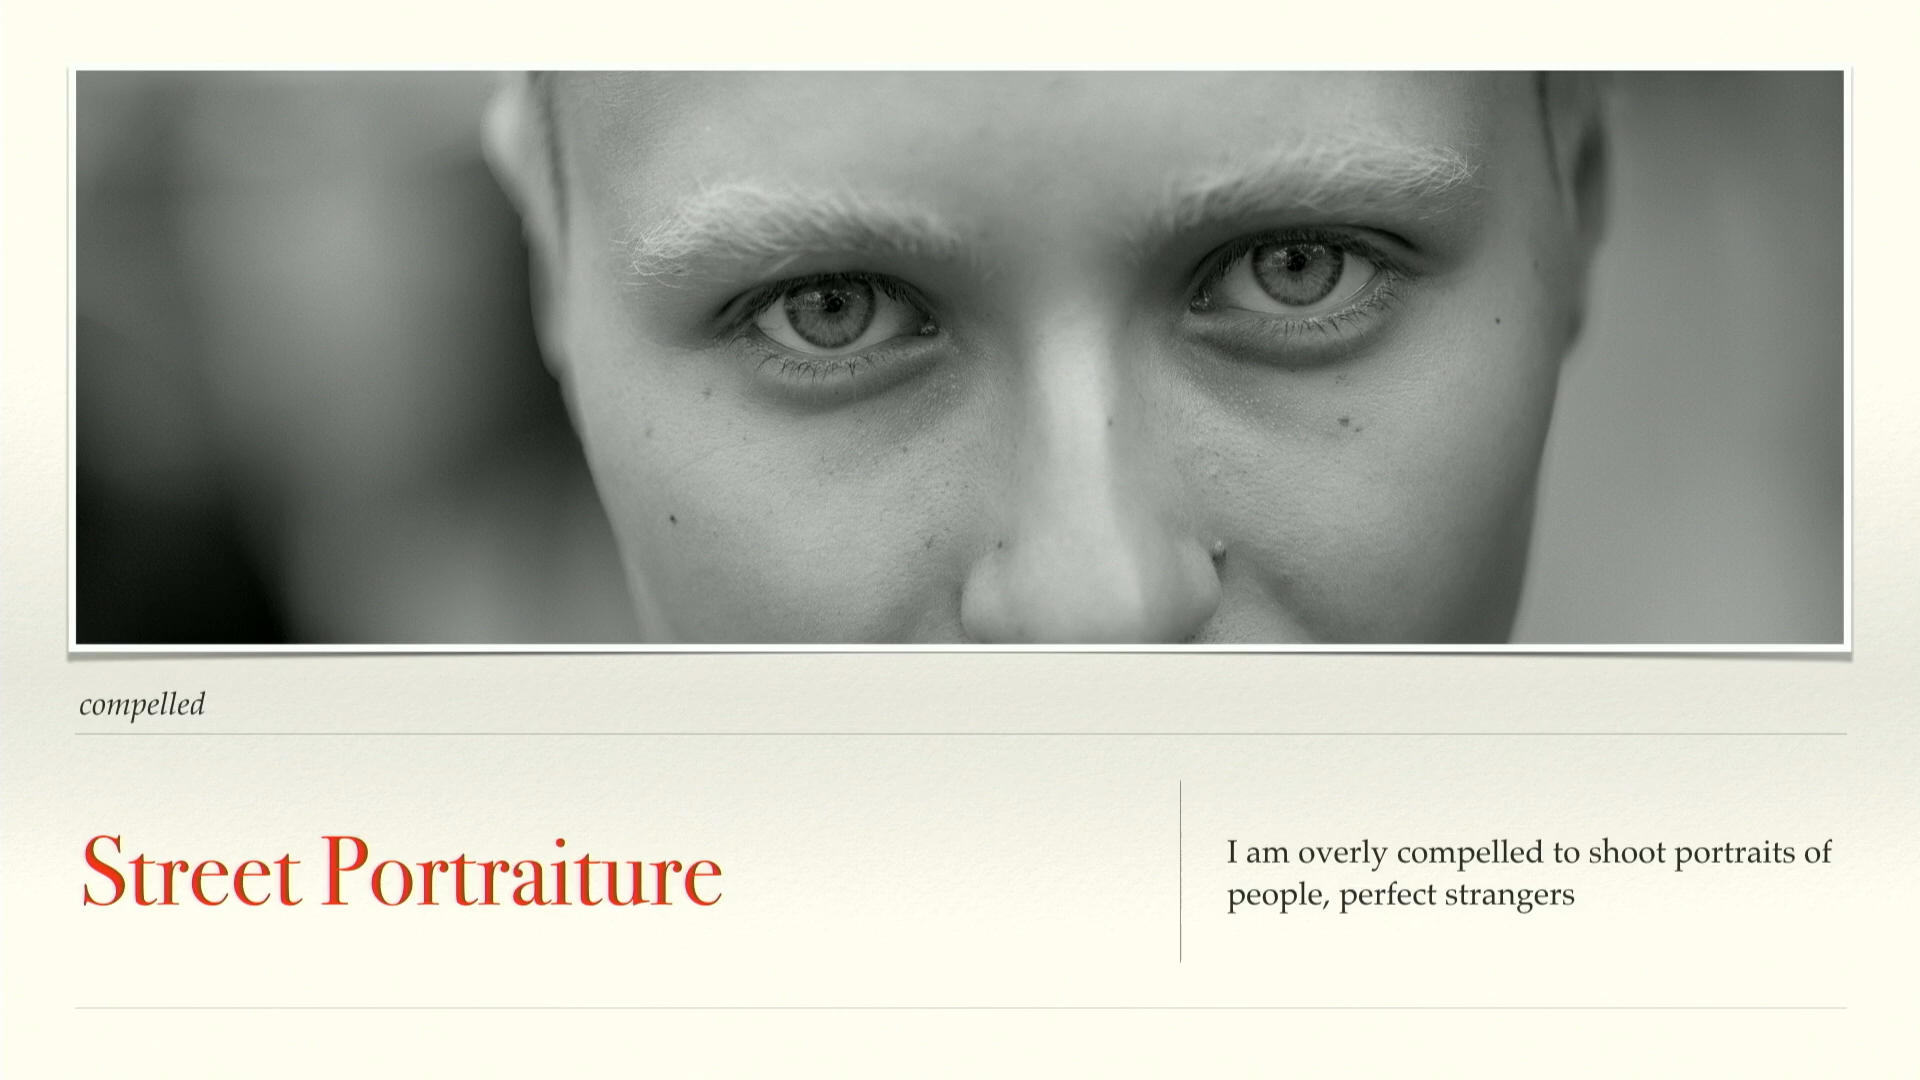 compelled
Street Portraiture
I am overly compelled to shoot portraits of
people, perfect strangers